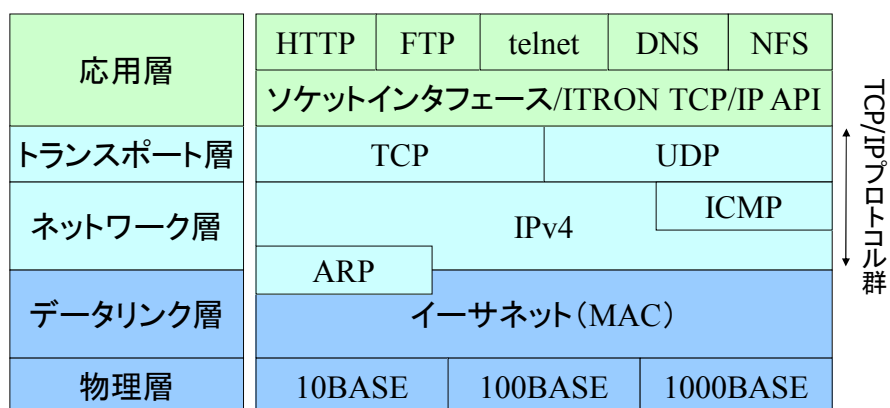 応用層
HTTP FTP telnet DNS NFS
ソケットインタフェース/ITRON TCP/IP API
トランスポート層
TCP UDP
ネットワーク層
IPv4
ICMP
ARP
データリンク層
イーサネット(MAC)
物理層
10BASE 100BASE 1000BASE
TCP/IPプロトコル群